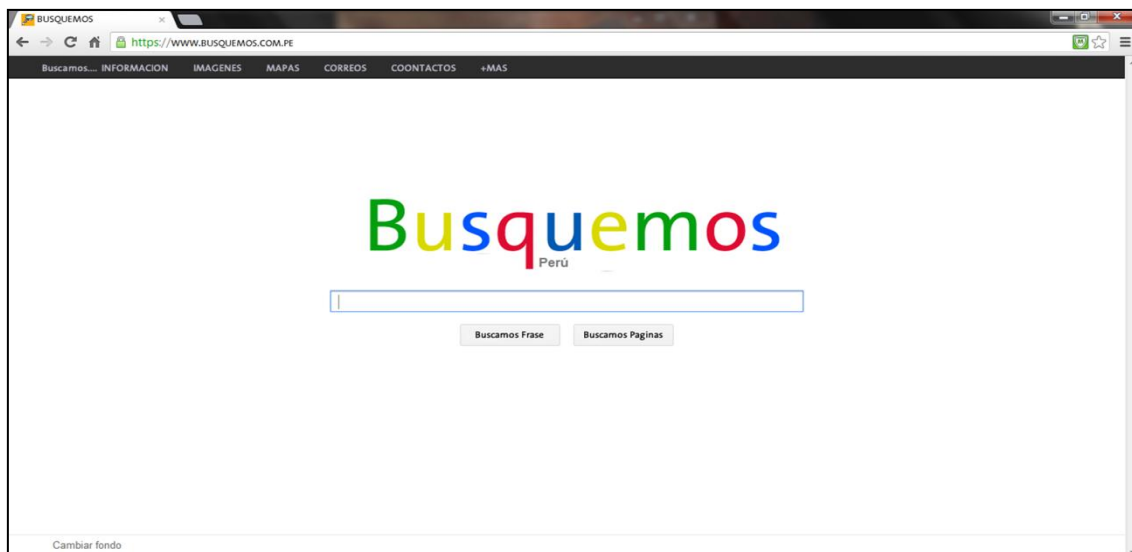 BUSQUEMOS
https://www.BUSQUEMOS.COM.PE
Buscamos.... INFORMACION IMAGENES MAPAS CORREOS COONTACTOS +MAS
Busquemos
Perú
Buscamos Frase Buscamos Paginas
Cambiar fondo